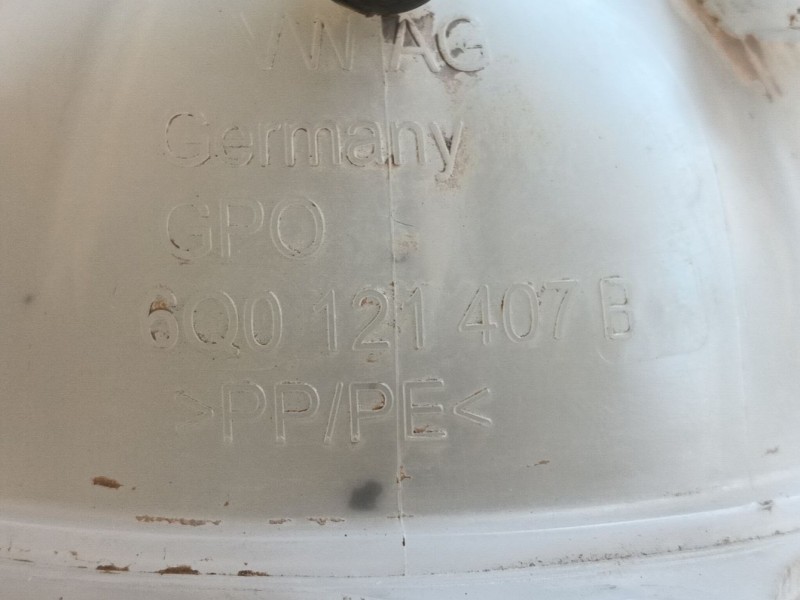 VW AG
Germany
GPO
6Q0 121 407 B
>PP/PE<